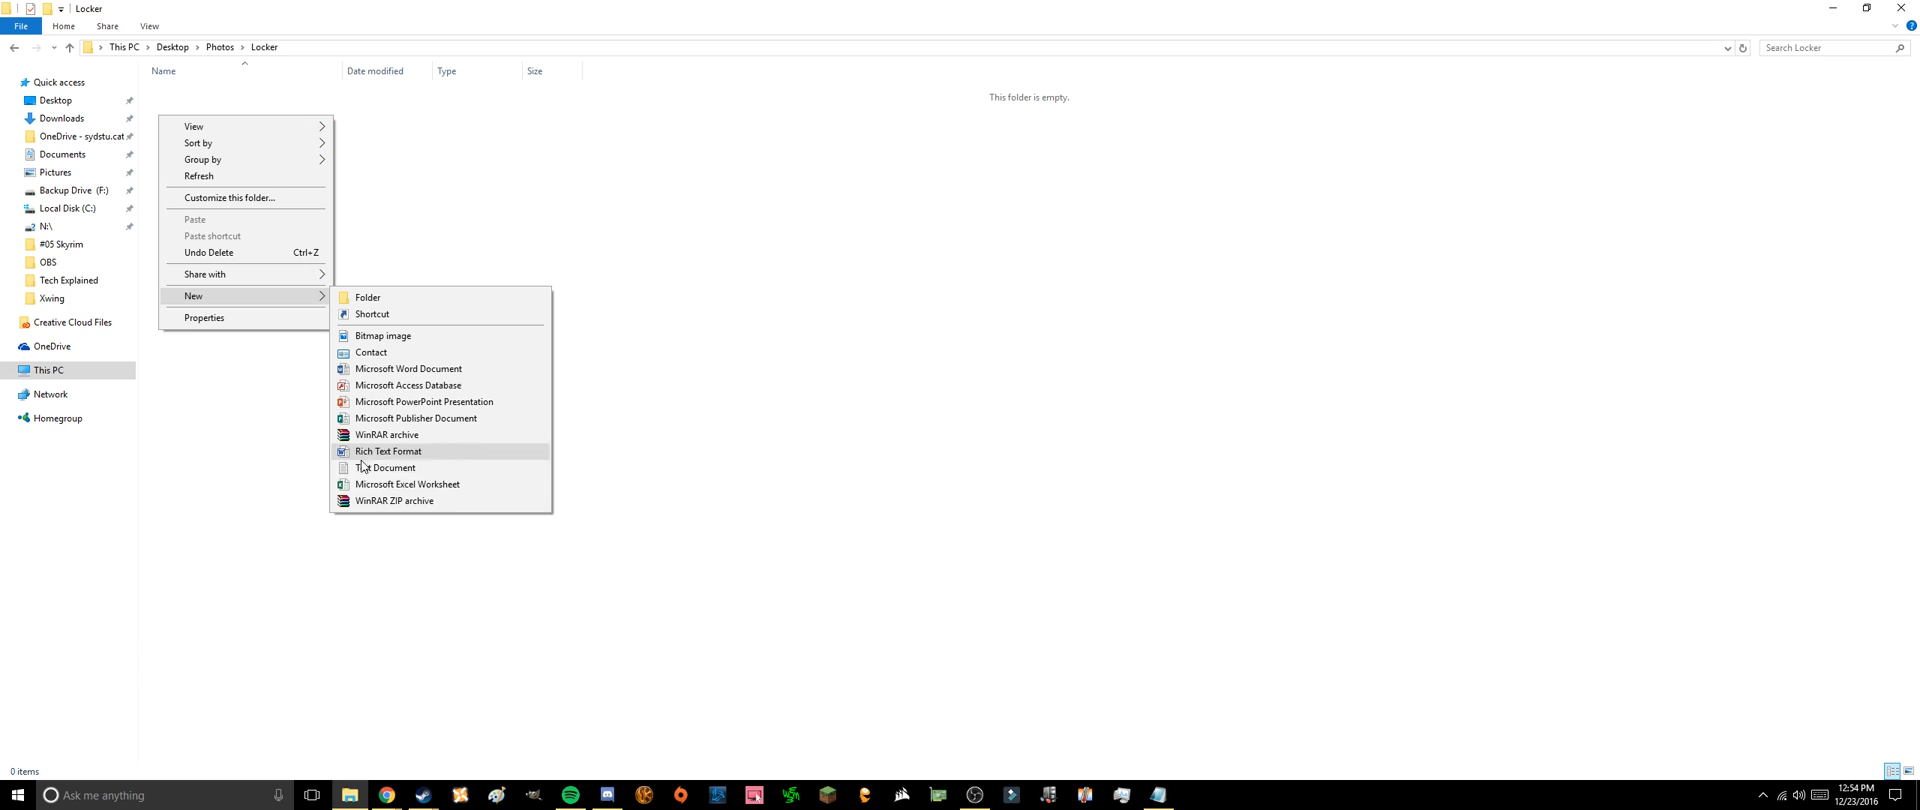 Locker
File Home Share View
This PC Desktop Photos Locker
Search Locker
Name Date modified Type Size
This folder is empty.
Quick access
Desktop
Downloads
OneDrive - sydstu.cat
Documents
Pictures
Backup Drive (F:)
Local Disk (C:)
N:\
#05 Skyrim
OBS
Tech Explained
Xwing
Creative Cloud Files
OneDrive
This PC
Network
Homegroup
View
Sort by
Group by
Refresh
Customize this folder...
Paste
Paste shortcut
Undo Delete Ctrl+Z
Share with
New
Properties
Folder
Shortcut
Bitmap image
Contact
Microsoft Word Document
Microsoft Access Database
Microsoft PowerPoint Presentation
Microsoft Publisher Document
WinRAR archive
Rich Text Format
Text Document
Microsoft Excel Worksheet
WinRAR ZIP archive
0 items
Ask me anything
12:54 PM
12/23/2016